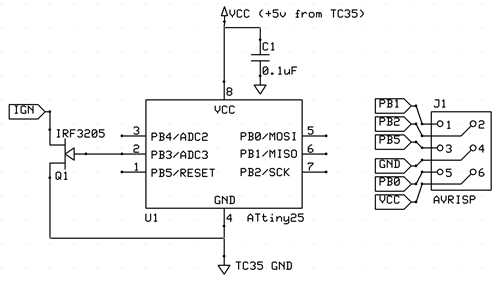 VCC (+5v from TC35)
C1
0.1uF
8
VCC
IGN
IRF3205
Q1
3 PB4/ADC2 PB0/MOSI 5
2 PB3/ADC3 PB1/MISO 6
1 PB5/RESET PB2/SCK 7
GND
U1 4 ATtiny25
TC35 GND
J1
PB1
PB2
PB5
GND
PB0
VCC
1 2
3 4
5 6
AVRISP